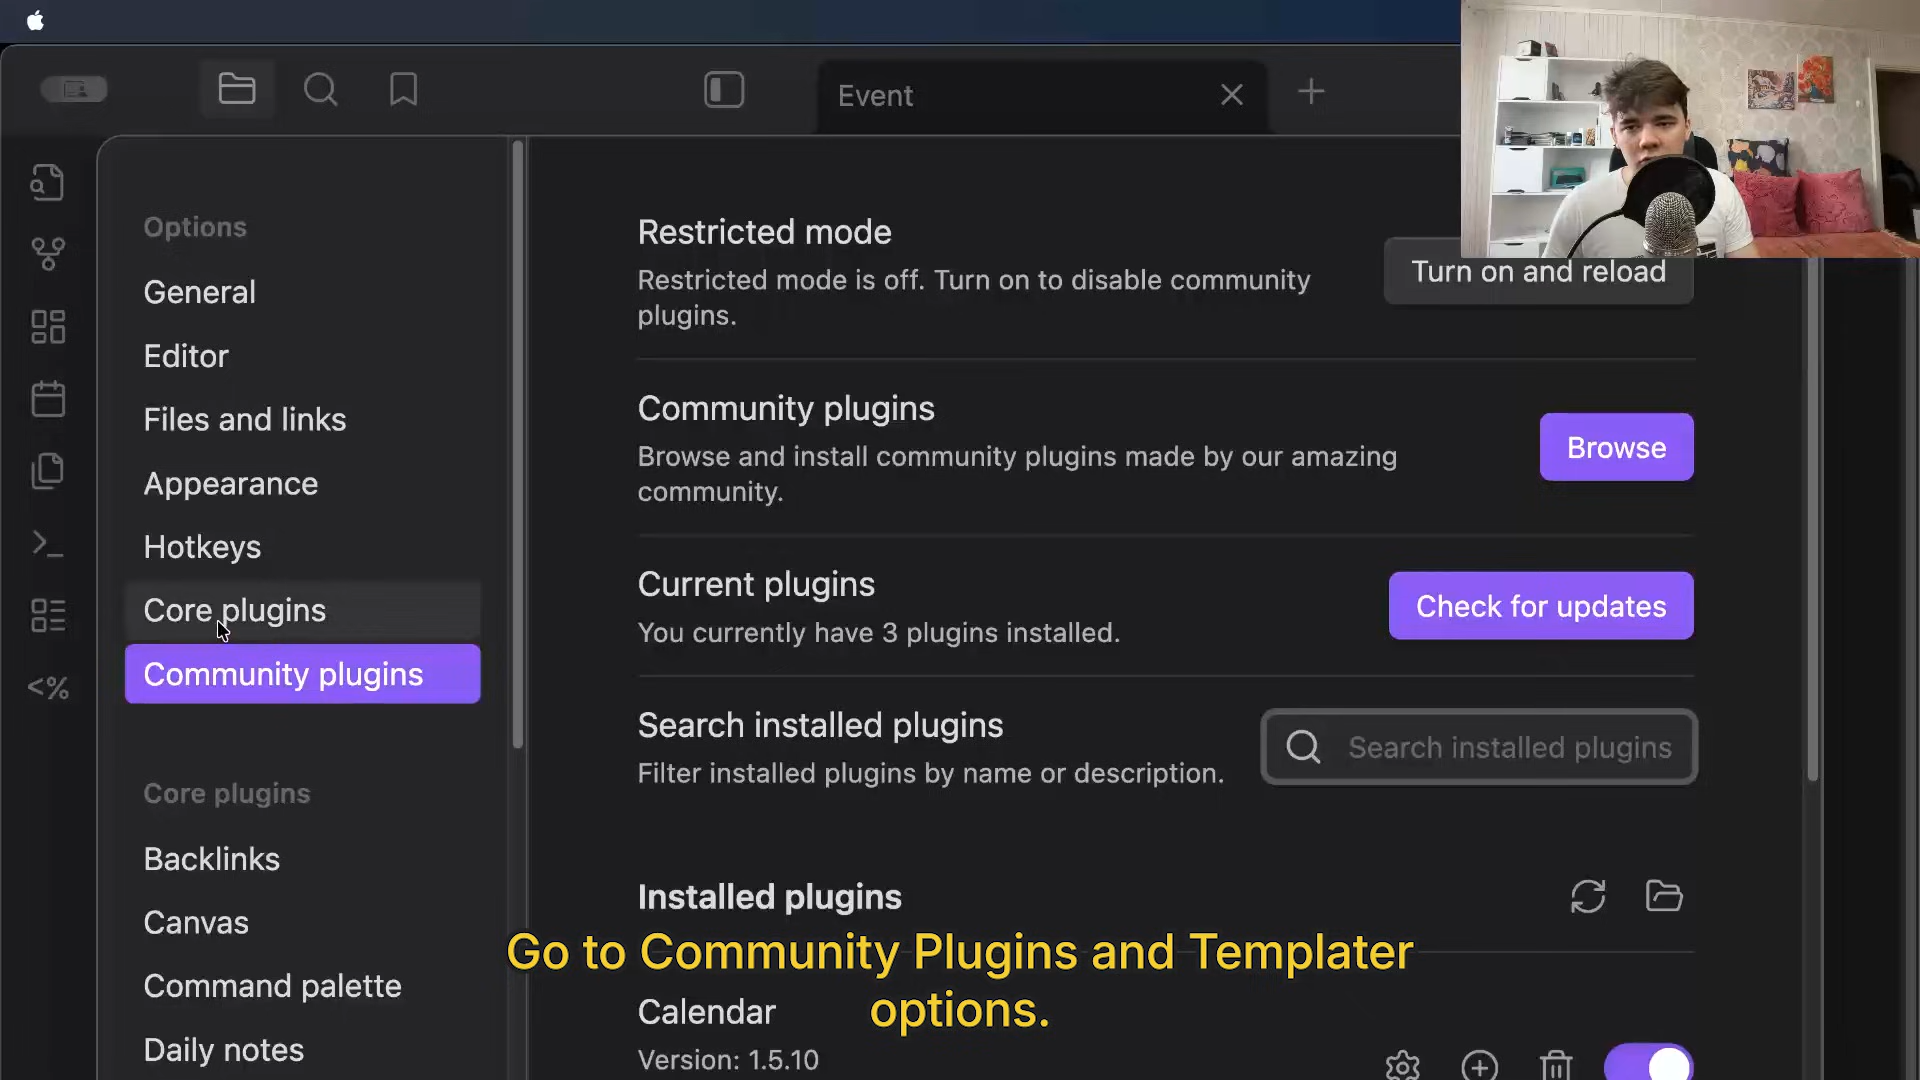 Event
Options
General
Editor
Files and links
Appearance
Hotkeys
Core plugins
Community plugins
Core plugins
Backlinks
Canvas
Command palette
Daily notes
Restricted mode
Restricted mode is off. Turn on to disable community
plugins.
Turn on and reload
Community plugins
Browse and install community plugins made by our amazing
community.
Browse
Current plugins
You currently have 3 plugins installed.
Check for updates
Search installed plugins
Filter installed plugins by name or description.
Search installed plugins
Installed plugins
Calendar
Version: 1.5.10
Go to Community Plugins and Templater
options.